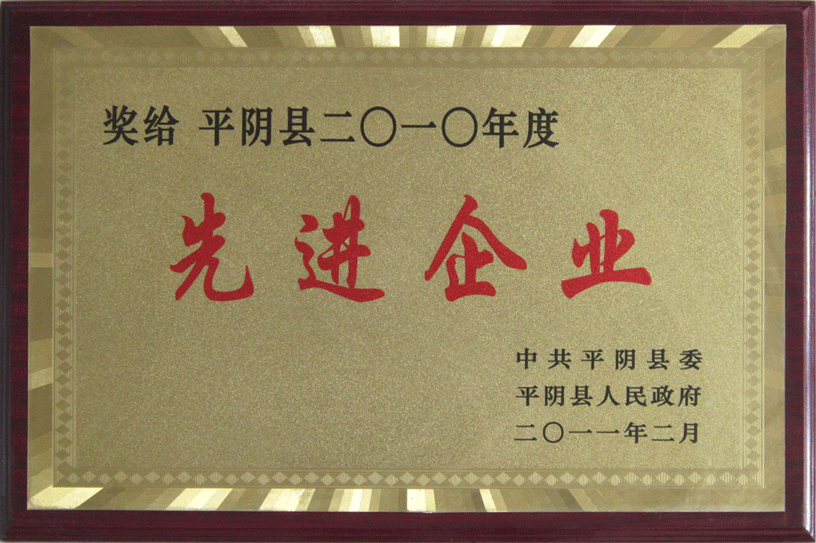 奖给 平阴县二〇一〇年度
先进企业
中共平阴县委
平阴县人民政府
二〇一一年二月